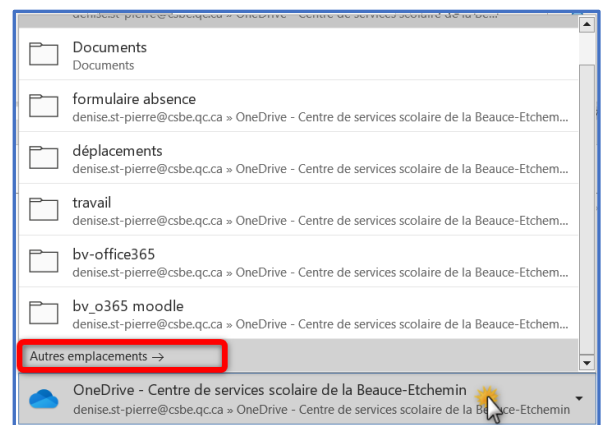 denise.st-pierre@csbe.qc.ca » OneDrive - Centre de services scolaire de la Be...
Documents
Documents
formulaire absence
denise.st-pierre@csbe.qc.ca » OneDrive - Centre de services scolaire de la Beauce-Etchem...
déplacements
denise.st-pierre@csbe.qc.ca » OneDrive - Centre de services scolaire de la Beauce-Etchem...
travail
denise.st-pierre@csbe.qc.ca » OneDrive - Centre de services scolaire de la Beauce-Etchem...
bv-office365
denise.st-pierre@csbe.qc.ca » OneDrive - Centre de services scolaire de la Beauce-Etchem...
bv_o365 moodle
denise.st-pierre@csbe.qc.ca » OneDrive - Centre de services scolaire de la Beauce-Etchem...
Autres emplacements →
OneDrive - Centre de services scolaire de la Beauce-Etchemin
denise.st-pierre@csbe.qc.ca » OneDrive - Centre de services scolaire de la Beauce-Etchemin